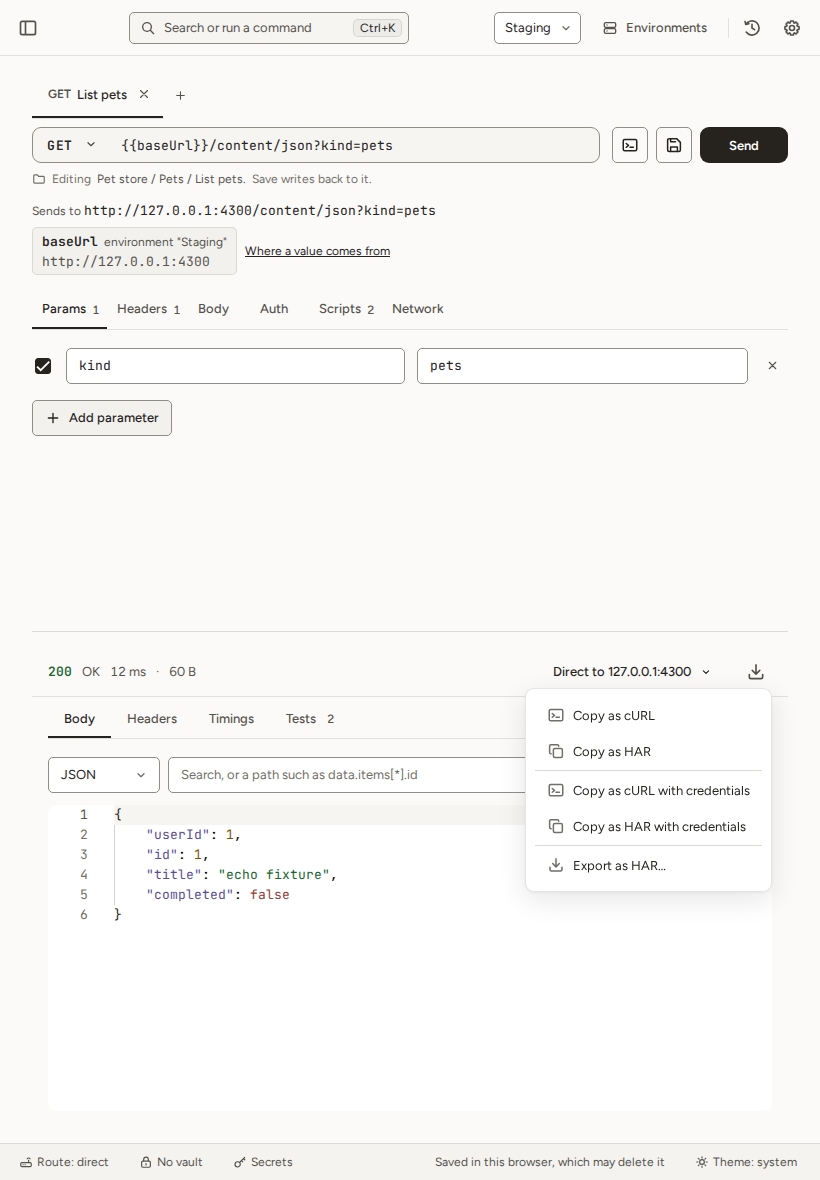 Search or run a command Ctrl+K Staging Environments
GET List pets
GET {{baseUrl}}/content/json?kind=pets Send
Editing Pet store / Pets / List pets. Save writes back to it.
Sends to http://127.0.0.1:4300/content/json?kind=pets
baseUrl environment "Staging"
http://127.0.0.1:4300
Where a value comes from
Params 1 Headers 1 Body Auth Scripts 2 Network
kind pets
Add parameter
200 OK 12 ms · 60 B Direct to 127.0.0.1:4300
Body Headers Timings Tests 2
JSON Search, or a path such as data.items[*].id
1 {
2 "userId": 1,
3 "id": 1,
4 "title": "echo fixture",
5 "completed": false
6 }
Copy as cURL
Copy as HAR
Copy as cURL with credentials
Copy as HAR with credentials
Export as HAR...
Route: direct No vault Secrets Saved in this browser, which may delete it Theme: system